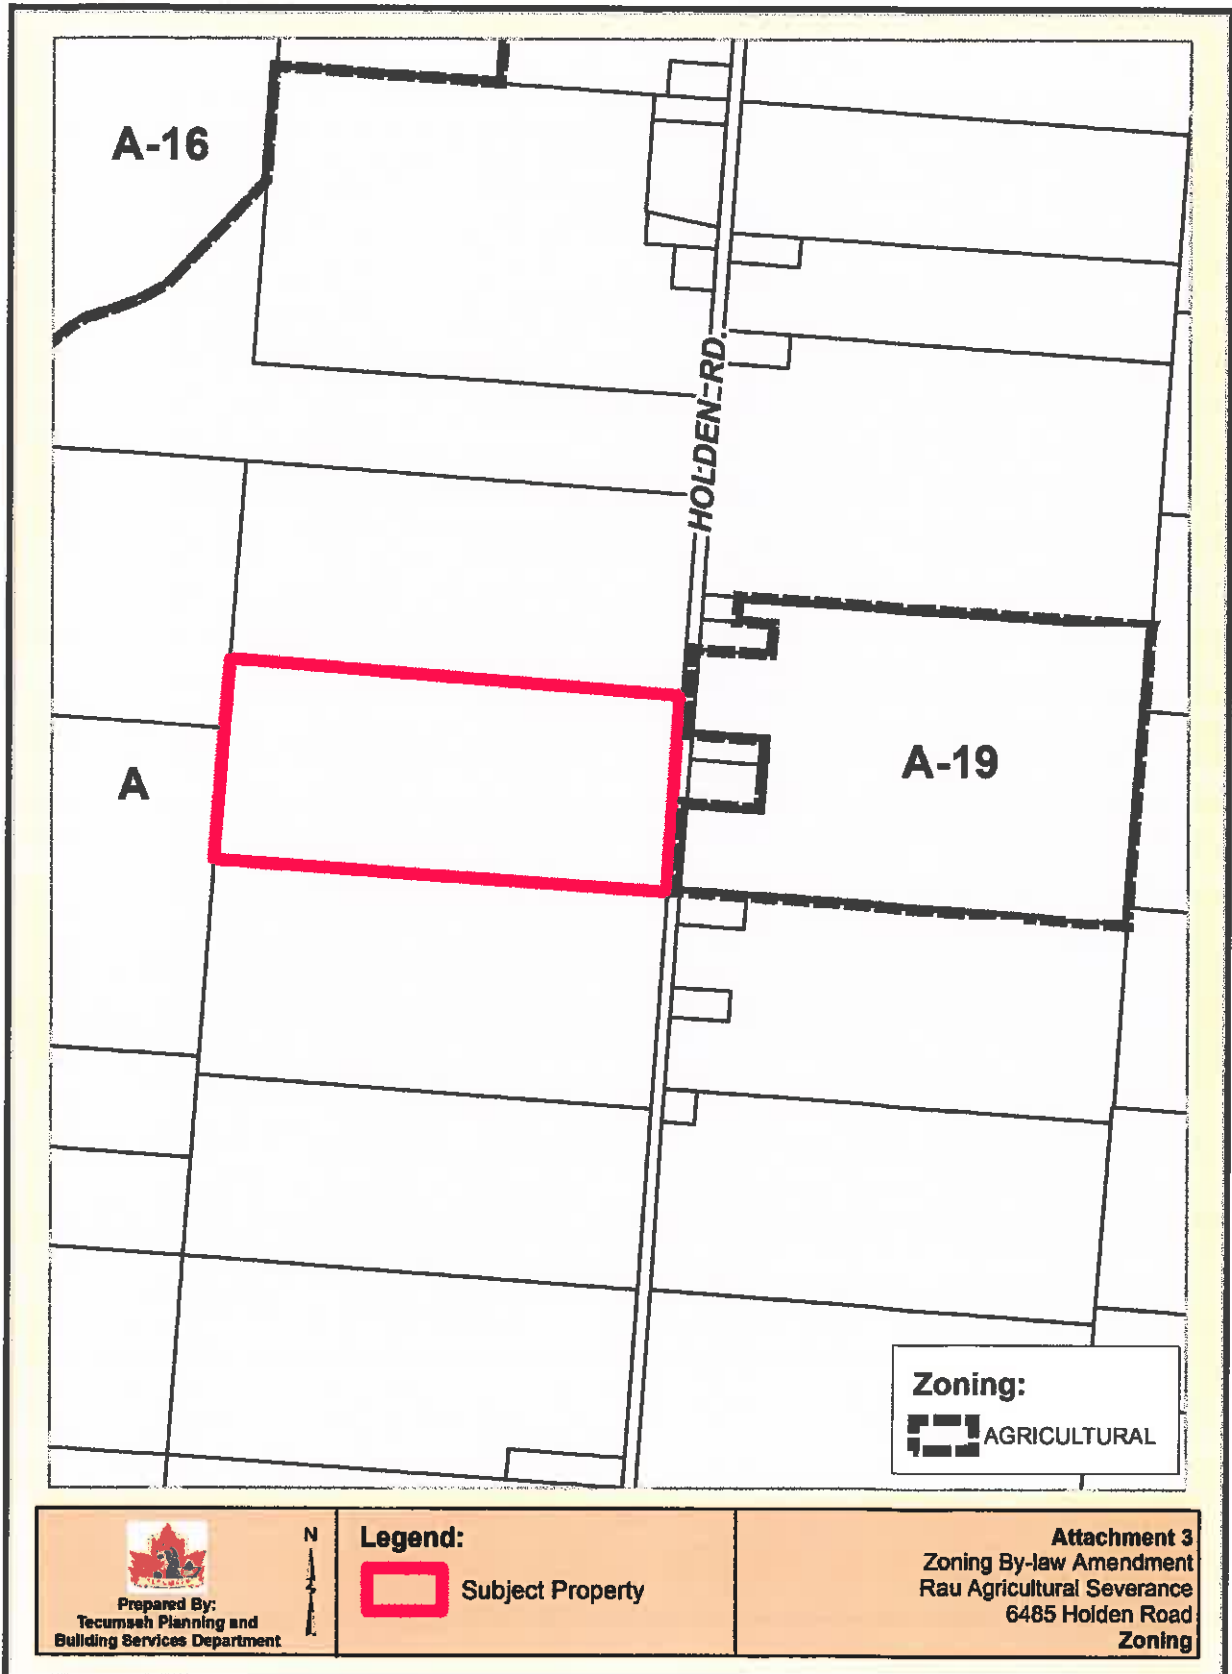 A-16
HOLDEN RD.
A-19
A
Zoning:
AGRICULTURAL
Prepared By:
Tecumseh Planning and
Building Services Department
N
Legend:
Subject Property
Attachment 3
Zoning By-law Amendment
Rau Agricultural Severance
6485 Holden Road
Zoning